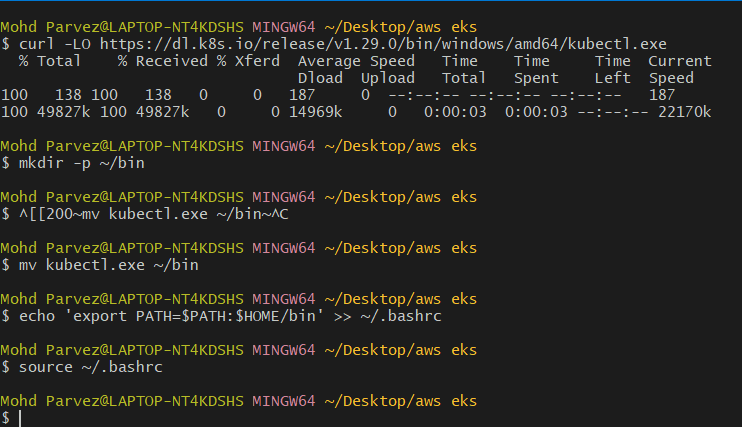 Mohd Parvez@LAPTOP-NT4KDSHS MINGW64 ~/Desktop/aws eks
$ curl -LO https://dl.k8s.io/release/v1.29.0/bin/windows/amd64/kubectl.exe
  % Total    % Received % Xferd  Average Speed   Time    Time     Time  Current
                                 Dload  Upload   Total   Spent    Left  Speed
100   138 100   138   0     0   187     0  --:--:-- --:--:-- --:--:--   187
100 49827k 100 49827k   0     0 14969k     0   0:00:03  0:00:03 --:--:-- 22170k
Mohd Parvez@LAPTOP-NT4KDSHS MINGW64 ~/Desktop/aws eks
$ mkdir -p ~/bin
Mohd Parvez@LAPTOP-NT4KDSHS MINGW64 ~/Desktop/aws eks
$ ^[[200~mv kubectl.exe ~/bin~^C
Mohd Parvez@LAPTOP-NT4KDSHS MINGW64 ~/Desktop/aws eks
$ mv kubectl.exe ~/bin
Mohd Parvez@LAPTOP-NT4KDSHS MINGW64 ~/Desktop/aws eks
$ echo 'export PATH=$PATH:$HOME/bin' >> ~/.bashrc
Mohd Parvez@LAPTOP-NT4KDSHS MINGW64 ~/Desktop/aws eks
$ source ~/.bashrc
Mohd Parvez@LAPTOP-NT4KDSHS MINGW64 ~/Desktop/aws eks
$